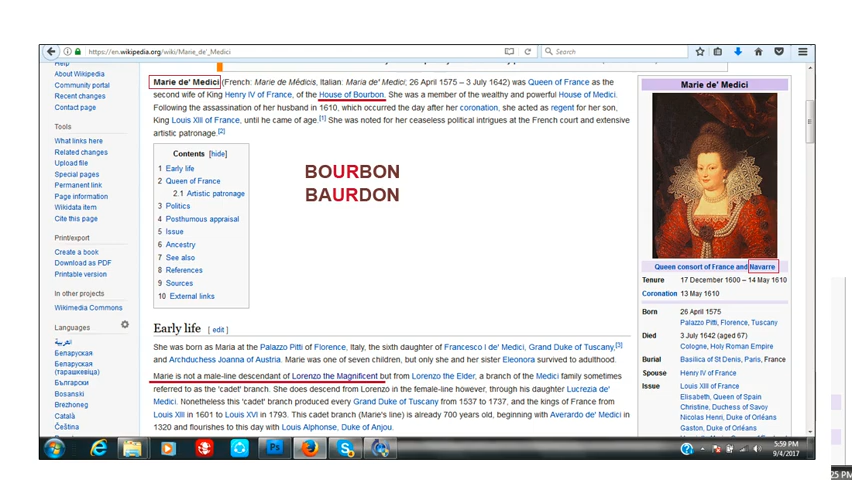 https://en.wikipedia.org/wiki/Marie_de'_Medici
Search
Help
About Wikipedia
Community portal
Recent changes
Contact page
Tools
What links here
Related changes
Upload file
Special pages
Permanent link
Page information
Wikidata item
Cite this page
Print/export
Create a book
Download as PDF
Printable version
In other projects
Wikimedia Commons
Languages
العربية
Беларуская
Беларуская
(тарашкевіца)
Български
Bosanski
Brezhoneg
Català
Čeština
Marie de' Medici (French: Marie de Médicis, Italian: Maria de' Medici; 26 April 1575 – 3 July 1642) was Queen of France as the
second wife of King Henry IV of France, of the House of Bourbon. She was a member of the wealthy and powerful House of Medici.
Following the assassination of her husband in 1610, which occurred the day after her coronation, she acted as regent for her son,
King Louis XIII of France, until he came of age.[1] She was noted for her ceaseless political intrigues at the French court and extensive
artistic patronage.[2]
Contents [hide]
1 Early life
2 Queen of France
2.1 Artistic patronage
3 Politics
4 Posthumous appraisal
5 Issue
6 Ancestry
7 See also
8 References
9 Sources
10 External links
BOURBON
BAURDON
Early life [ edit ]
She was born as Maria at the Palazzo Pitti of Florence, Italy, the sixth daughter of Francesco I de' Medici, Grand Duke of Tuscany,[3]
and Archduchess Joanna of Austria. Marie was one of seven children, but only she and her sister Eleonora survived to adulthood.
Marie is not a male-line descendant of Lorenzo the Magnificent but from Lorenzo the Elder, a branch of the Medici family sometimes
referred to as the 'cadet' branch. She does descend from Lorenzo in the female-line however, through his daughter Lucrezia de'
Medici. Nonetheless this 'cadet' branch produced every Grand Duke of Tuscany from 1537 to 1737, and the kings of France from
Louis XIII in 1601 to Louis XVI in 1793. This cadet branch (Marie's line) is already 700 years old, beginning with Averardo de' Medici in
1320 and flourishes to this day with Louis Alphonse, Duke of Anjou.
Marie de' Medici
Queen consort of France and Navarre
Tenure 17 December 1600 – 14 May 1610
Coronation 13 May 1610
Born 26 April 1575
Palazzo Pitti, Florence, Tuscany
Died 3 July 1642 (aged 67)
Cologne, Holy Roman Empire
Burial Basilica of St Denis, Paris, France
Spouse Henry IV of France
Issue Louis XIII of France
Elisabeth, Queen of Spain
Christine, Duchess of Savoy
Nicolas Henri, Duke of Orléans
Gaston, Duke of Orléans
5:59 PM
9/4/2017
25 PM